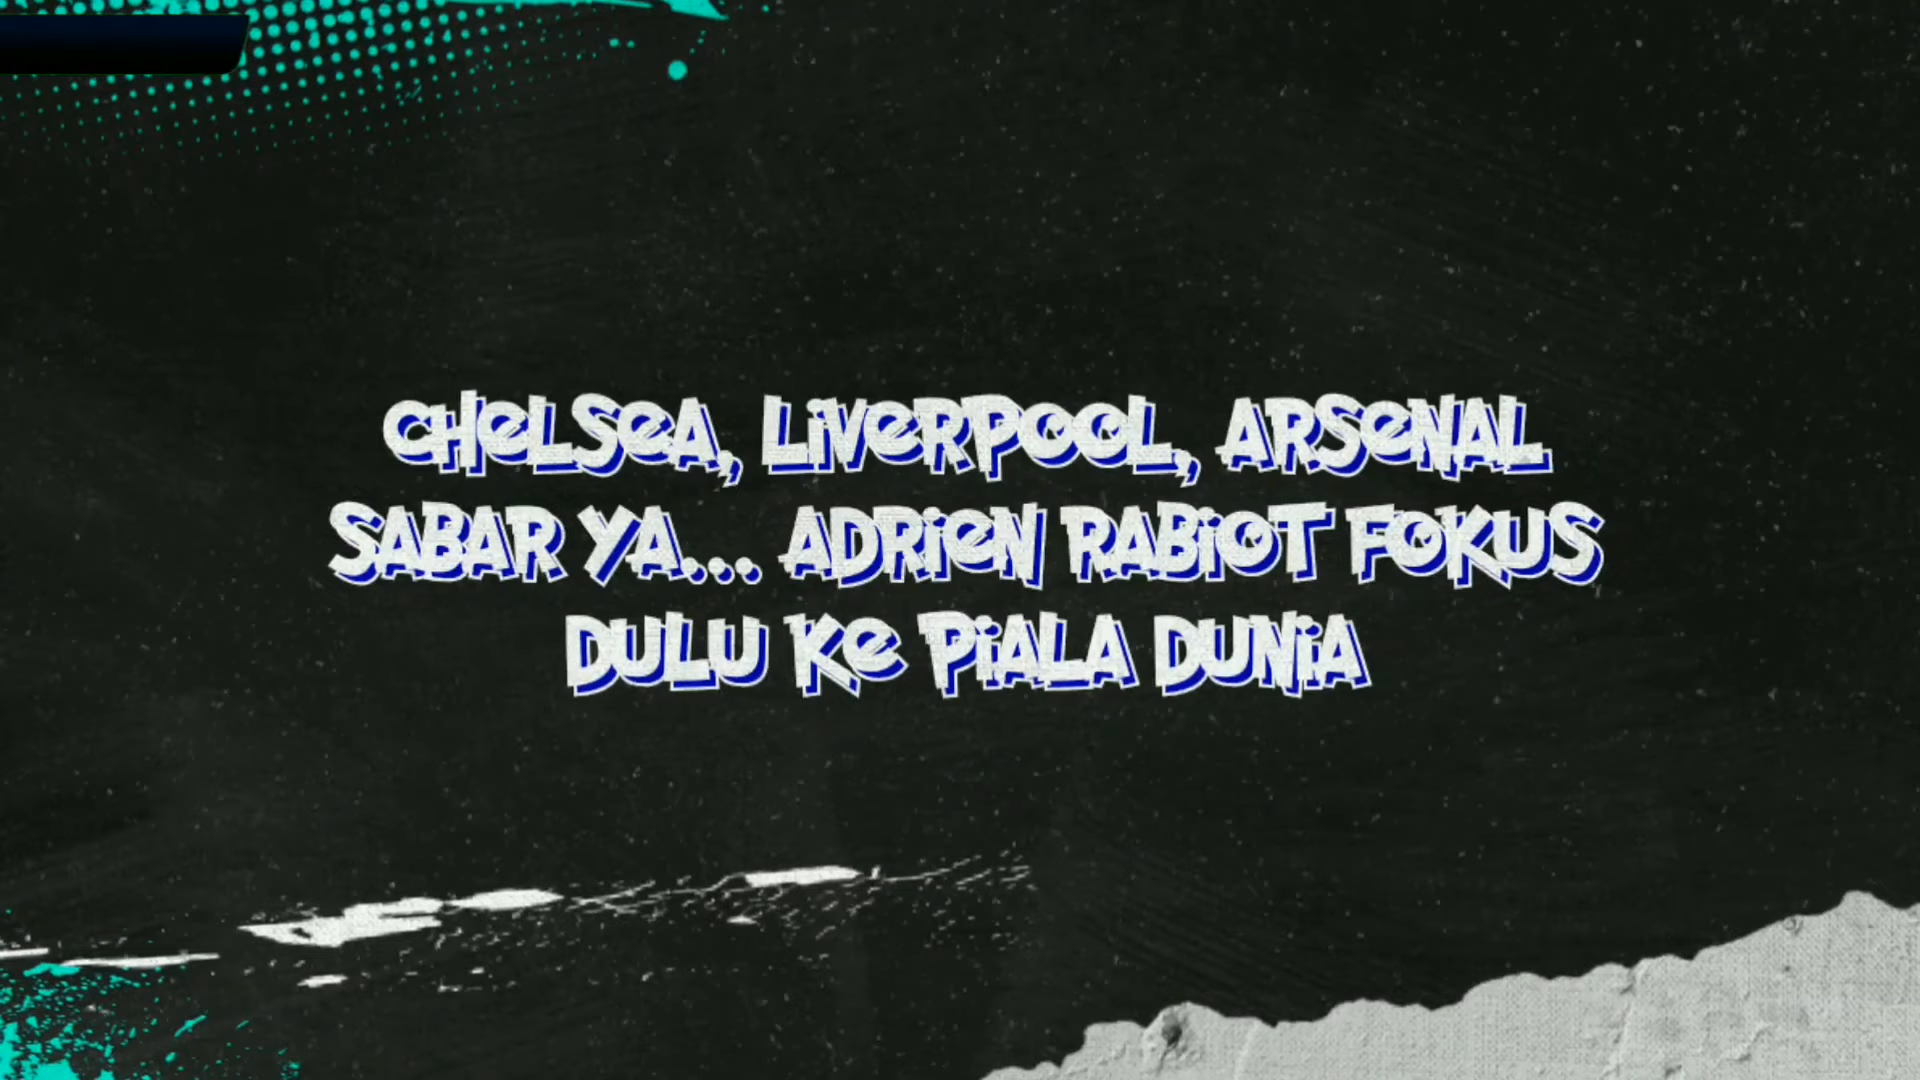 CHELSEA, LIVERPOOL, ARSENAL
SABAR YA... ADRIEN RABIOT FOKUS
DULU KE PIALA DUNIA